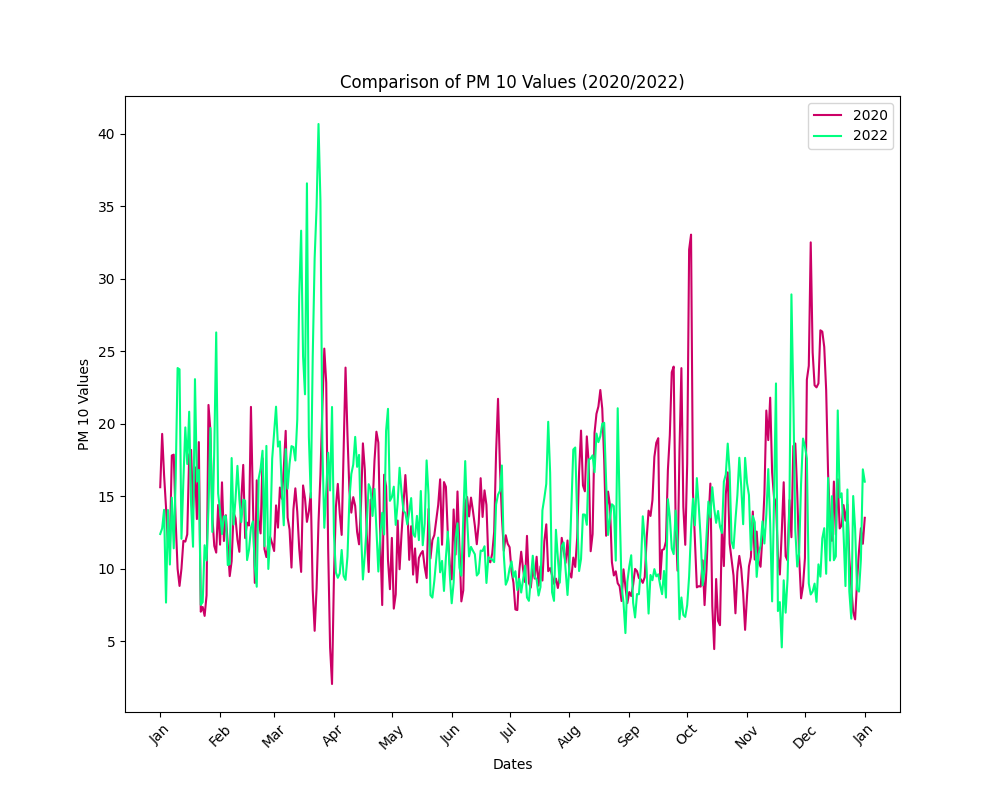 Comparison of PM 10 Values (2020/2022)
2020
2022
40
35
30
25
20
15
10
5
PM 10 Values
Jan
Feb
Mar
Apr
May
Jun
Jul
Aug
Sep
Oct
Nov
Dec
Jan
Dates